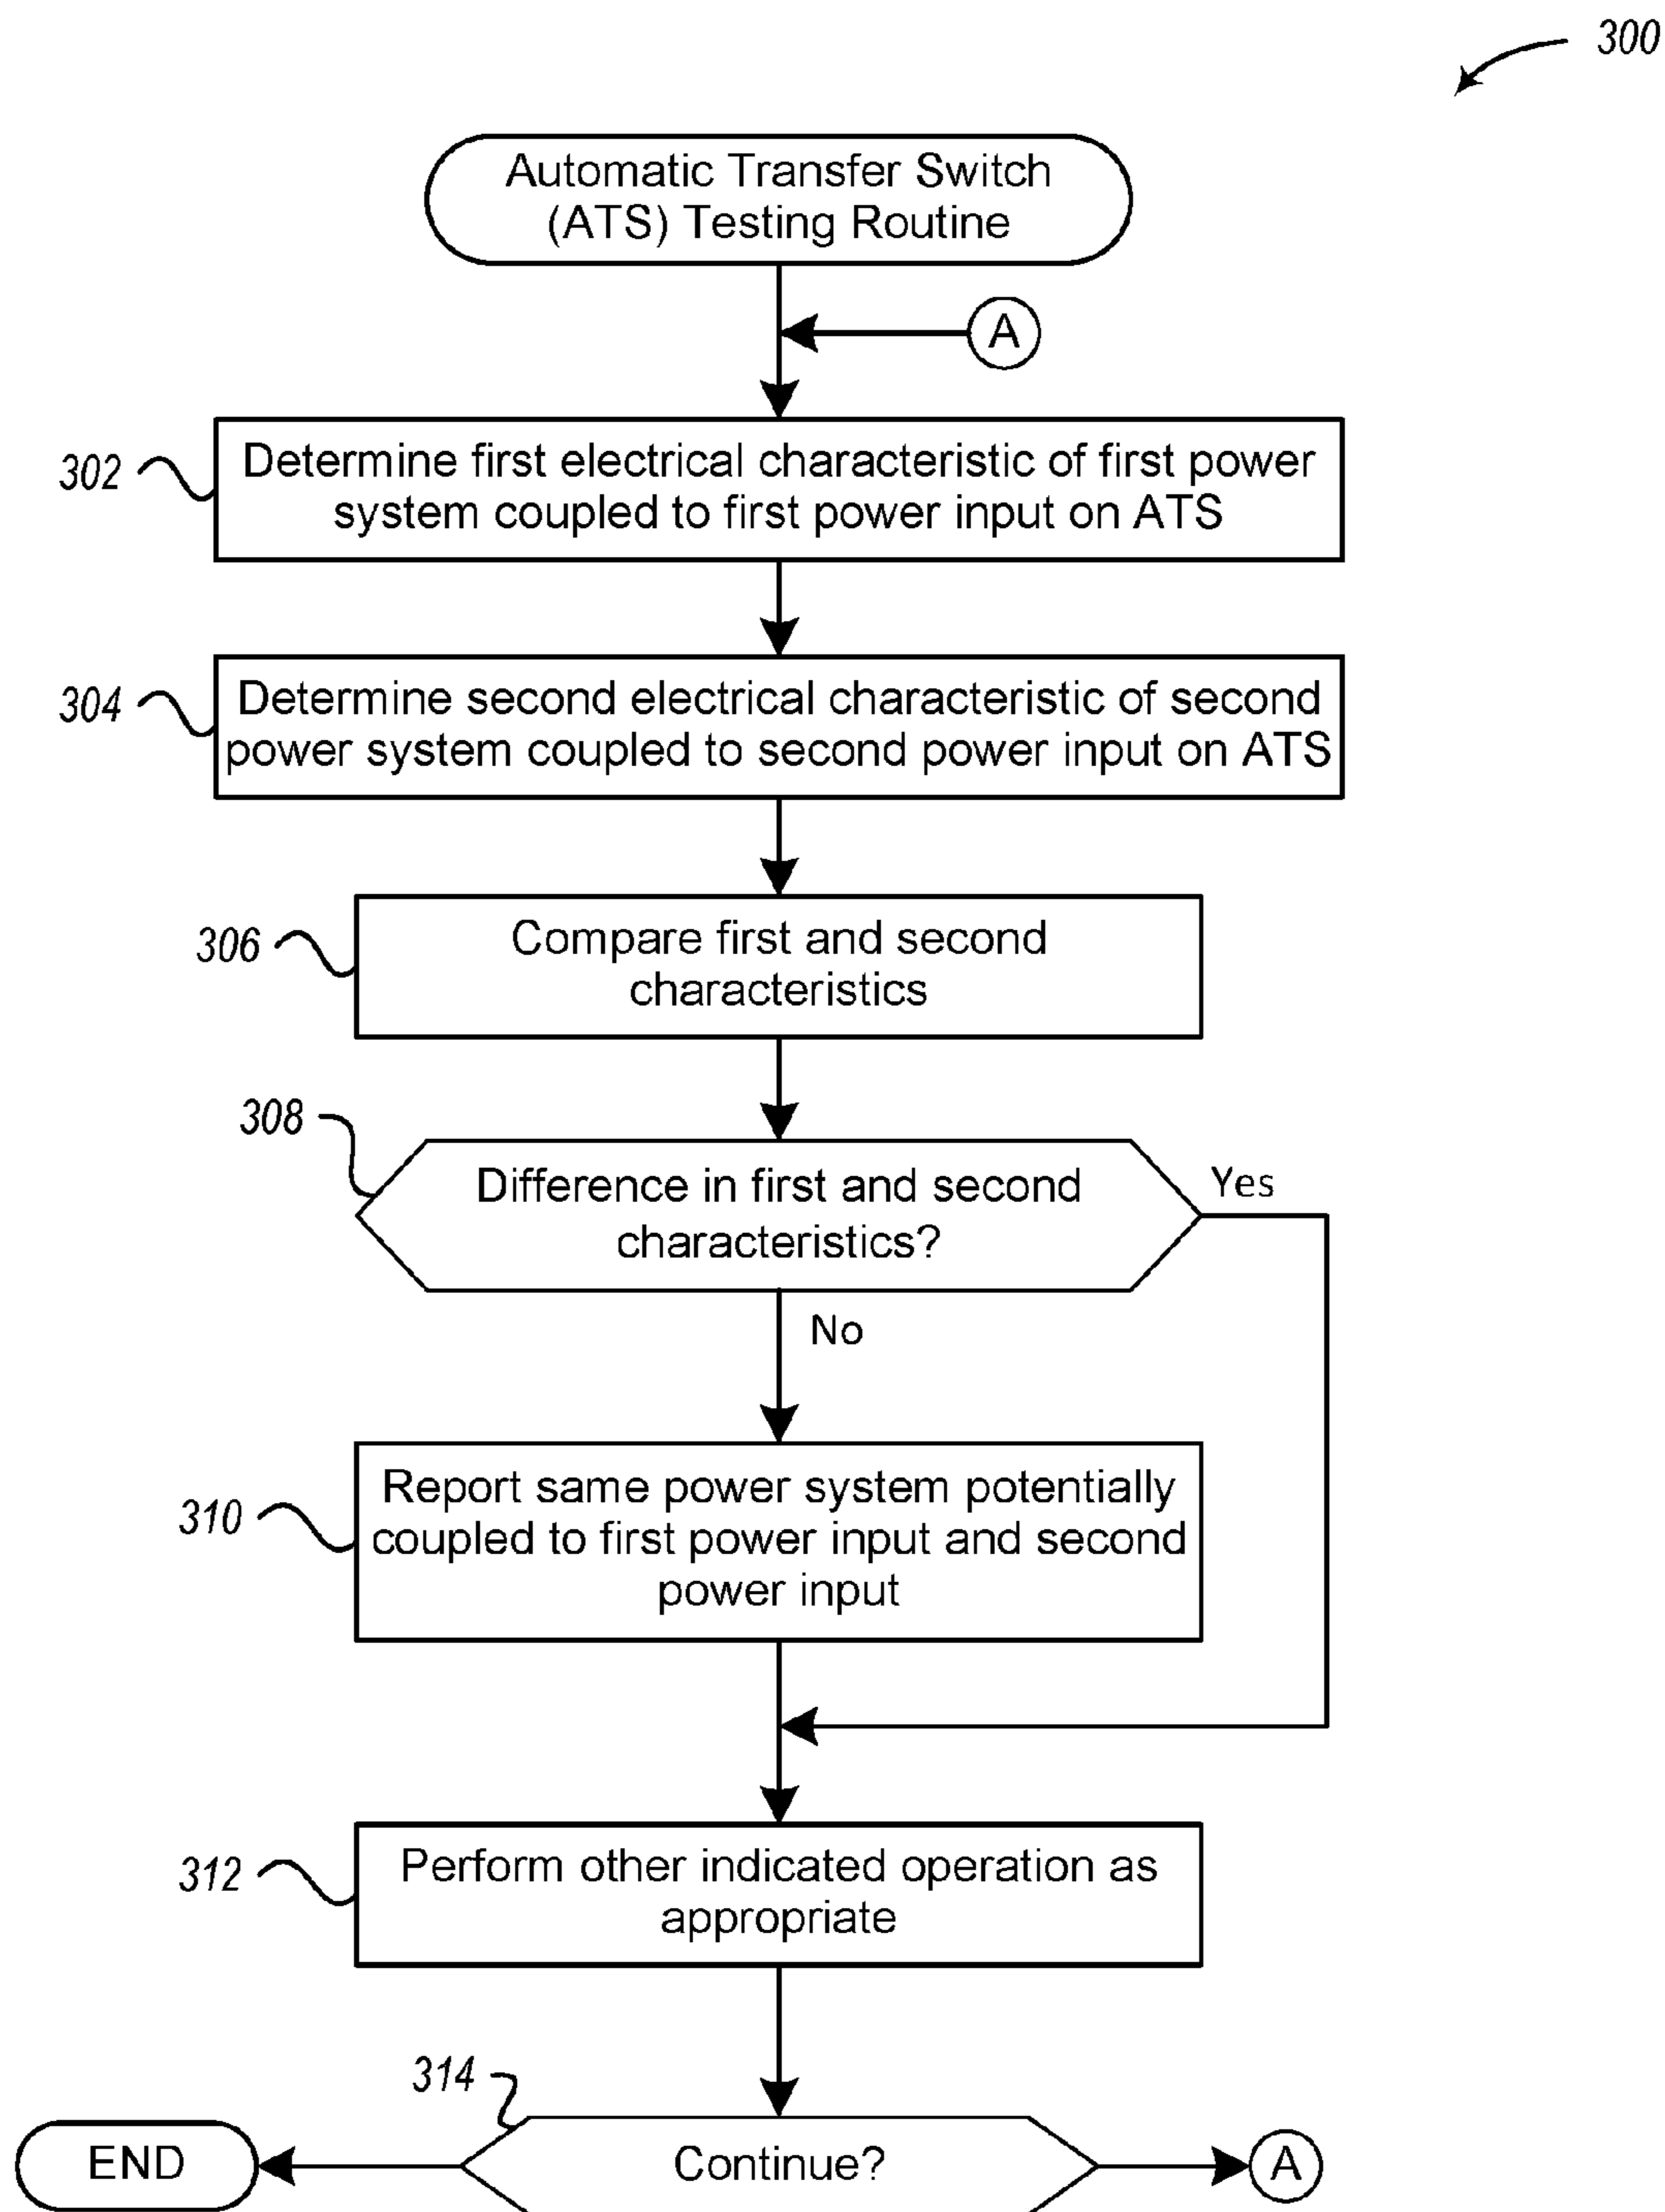 300
Automatic Transfer Switch
(ATS) Testing Routine
A
302
Determine first electrical characteristic of first power
system coupled to first power input on ATS
304
Determine second electrical characteristic of second
power system coupled to second power input on ATS
306
Compare first and second
characteristics
308
Difference in first and second
characteristics?
Yes
No
310
Report same power system potentially
coupled to first power input and second
power input
312
Perform other indicated operation as
appropriate
314
END
Continue?
A